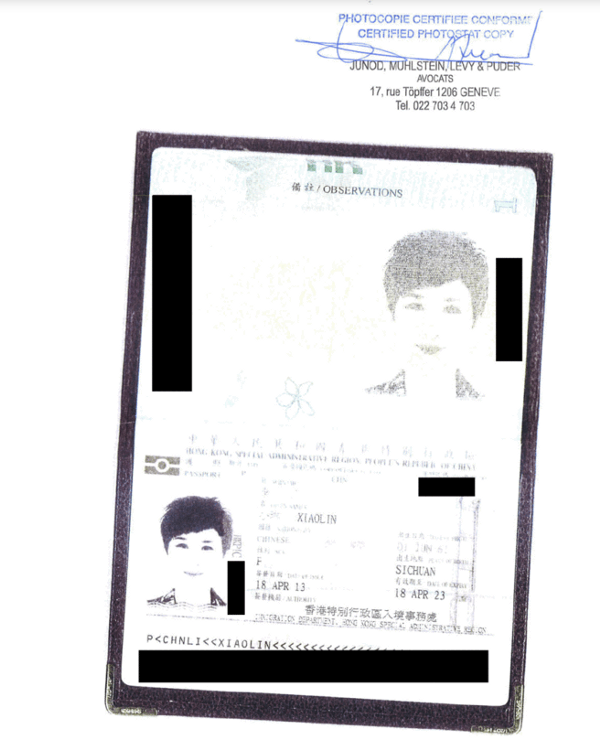 PHOTOCOPIE CERTIFIEE CONFORME
CERTIFIED PHOTOSTAT COPY
JUNOD, MUHLSTEIN, LEVY & PUDER
AVOCATS
17, rue Töpffer 1206 GENEVE
Tel. 022 703 4 703
備註 / OBSERVATIONS
中華人民共和國香港特別行政區
HONG KONG SPECIAL ADMINISTRATIVE REGION, PEOPLE'S REPUBLIC OF CHINA
PASSPORT P CHN
XIAOLIN
CHINESE
F
SICHUAN
18 APR 13
18 APR 23
香港特別行政區入境事務處
IMMIGRATION DEPARTMENT, HONG KONG SPECIAL ADMINISTRATIVE REGION
P<CHNLI<<XIAOLIN<<<<<<<<<<<<<<<<<<<<<<<